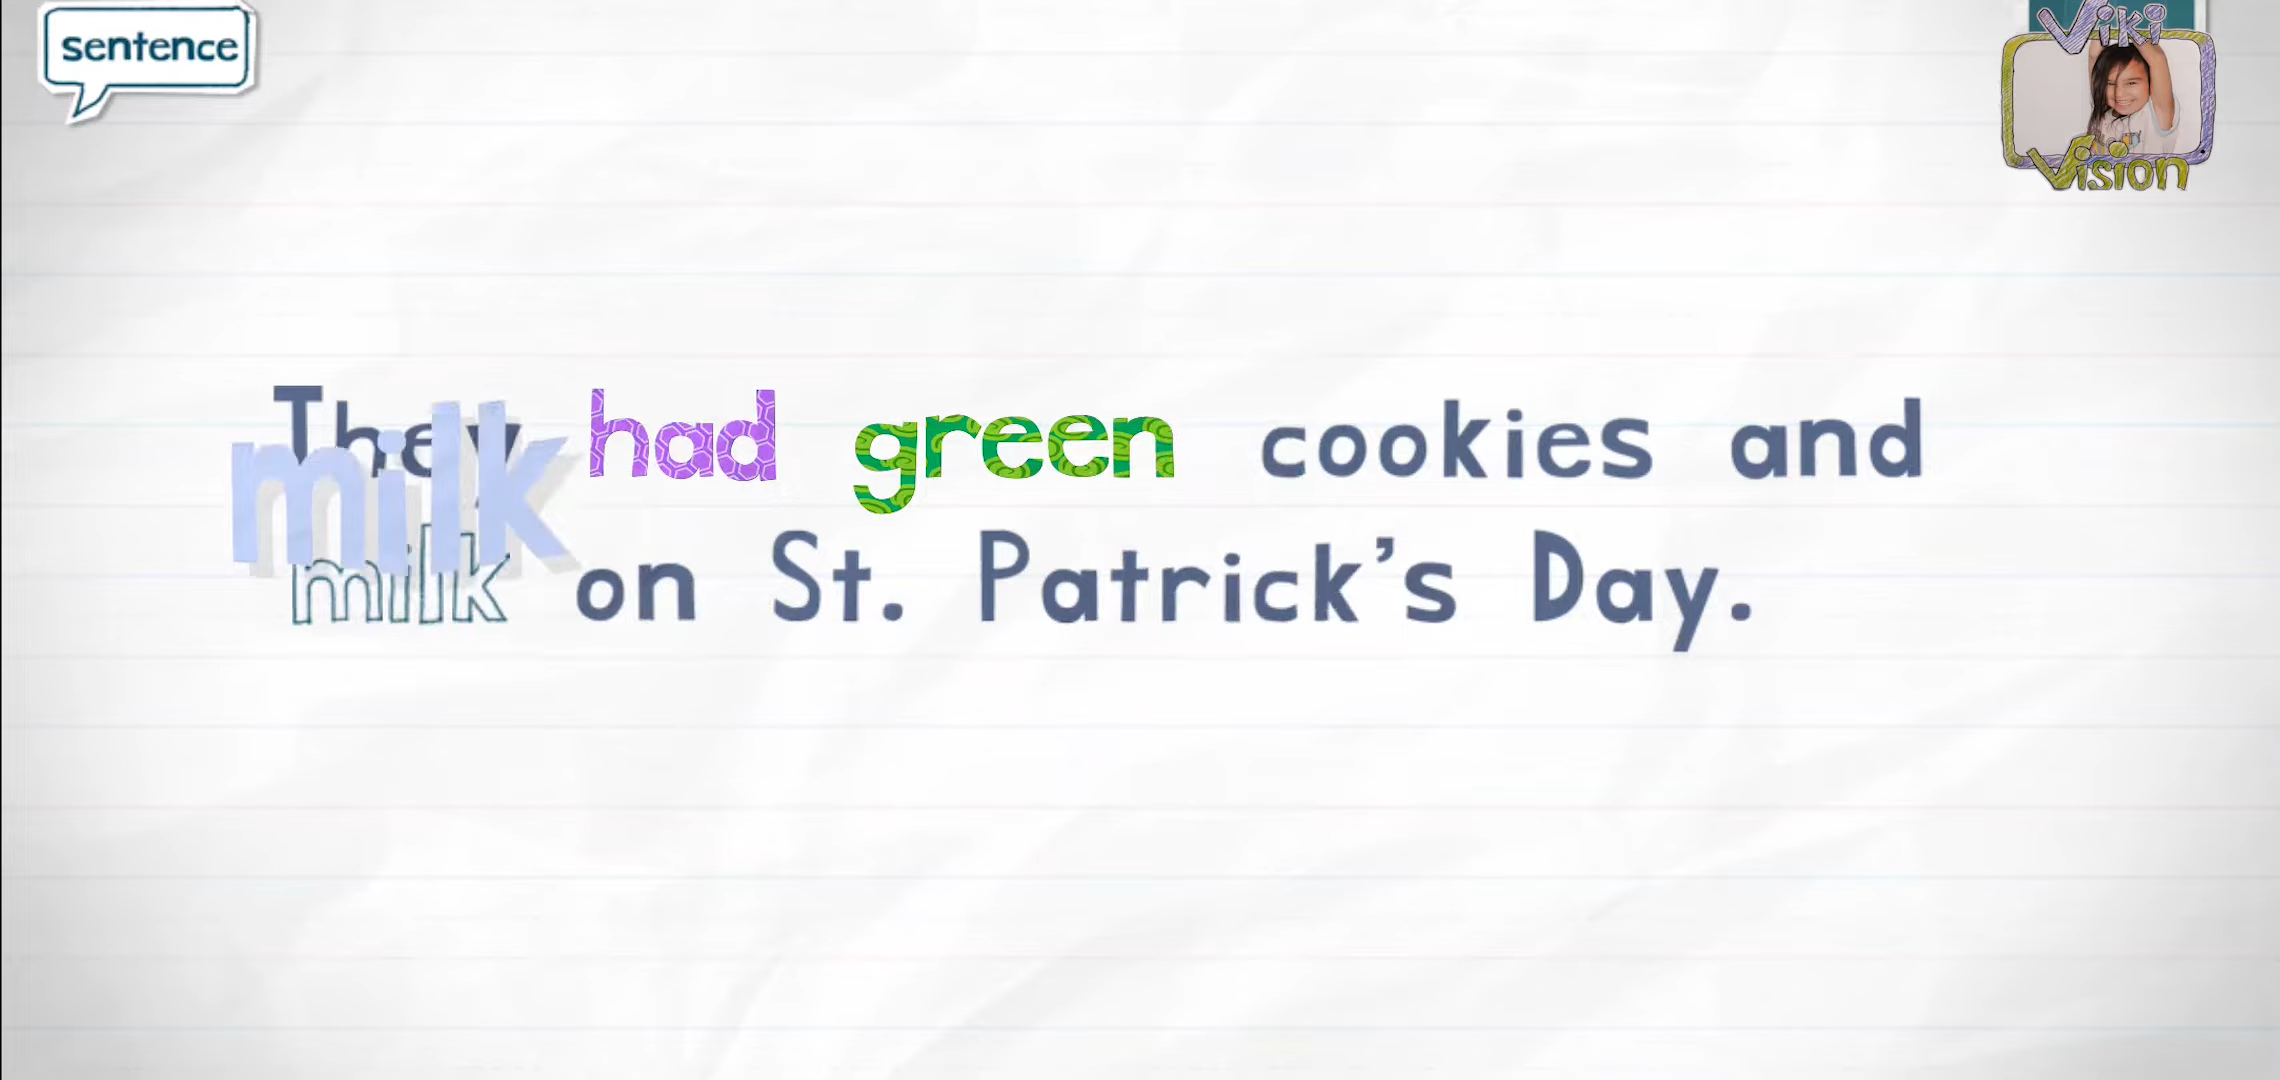 sentence
Viki
Vision
They had green cookies and
milk
milk on St. Patrick's Day.